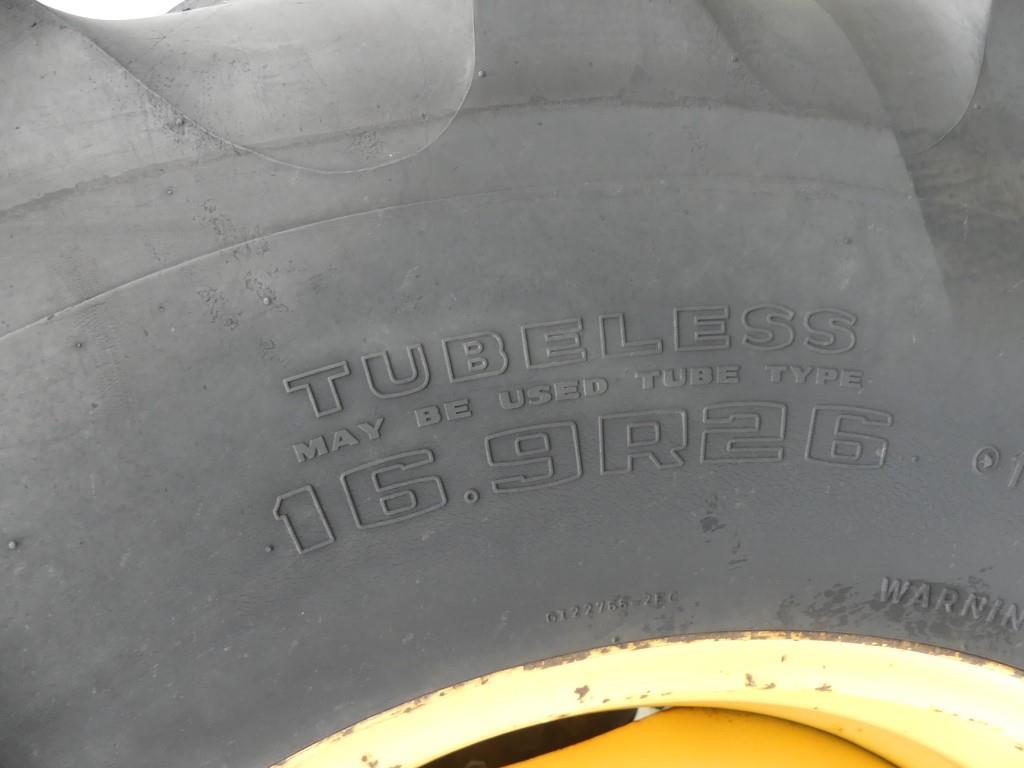 TUBELESS
MAY BE USED TUBE TYPE
16.9R26
WARNIN